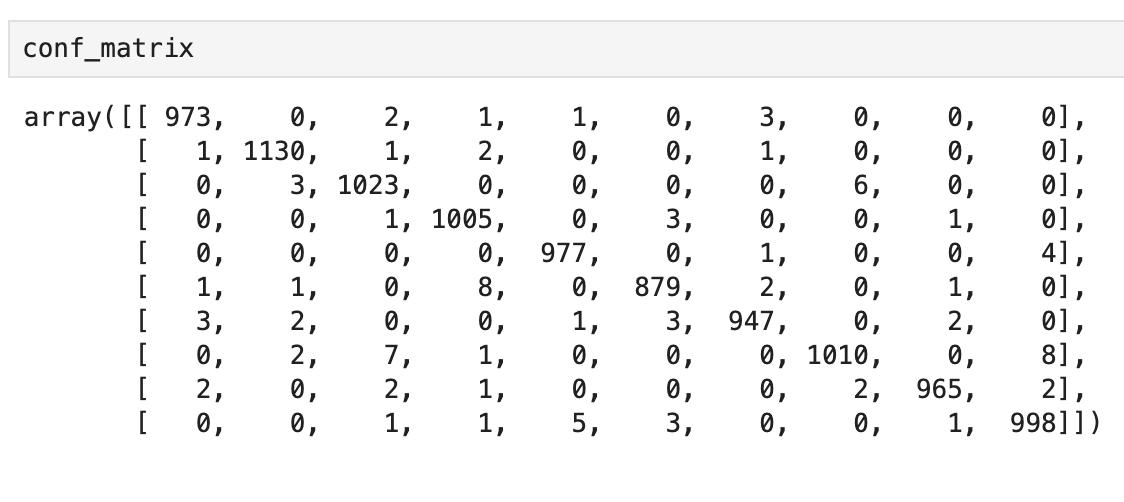 conf_matrix
array([[ 973,    0,    2,    1,    1,    0,    3,    0,    0,    0],
       [   1, 1130,    1,    2,    0,    0,    1,    0,    0,    0],
       [   0,    3, 1023,    0,    0,    0,    0,    6,    0,    0],
       [   0,    0,    1, 1005,    0,    3,    0,    0,    1,    0],
       [   0,    0,    0,    0,  977,    0,    1,    0,    0,    4],
       [   1,    1,    0,    8,    0,  879,    2,    0,    1,    0],
       [   3,    2,    0,    0,    1,    3,  947,    0,    2,    0],
       [   0,    2,    7,    1,    0,    0,    0, 1010,    0,    8],
       [   2,    0,    2,    1,    0,    0,    0,    2,  965,    2],
       [   0,    0,    1,    1,    5,    3,    0,    0,    1,  998]])